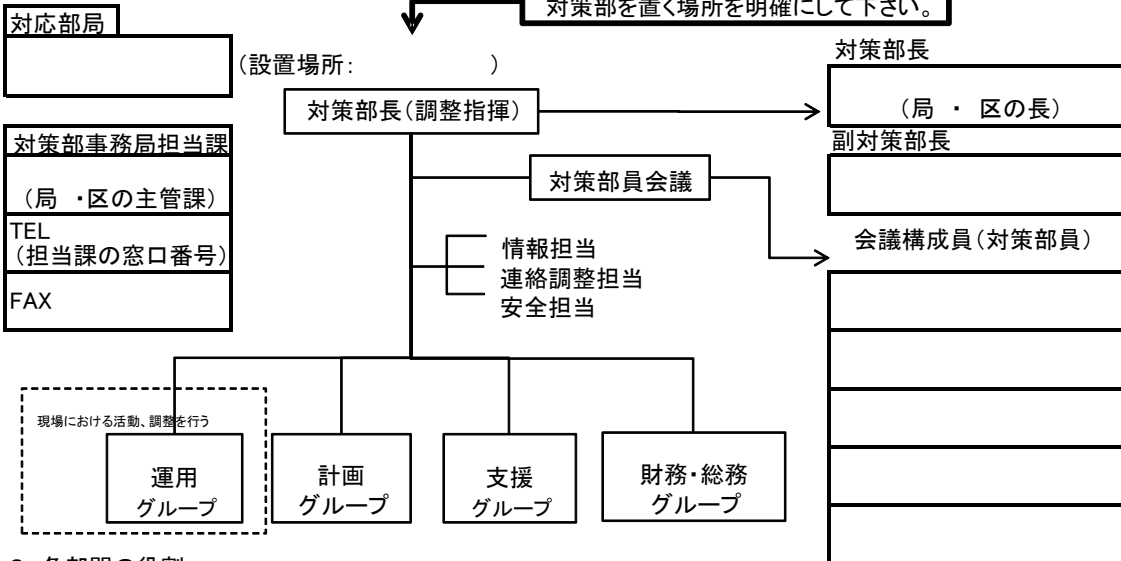 対策部を置く場所を明確にして下さい。
対応部局
(設置場所: )
対策部長
対策部長(調整指揮)
(局 ・ 区の長)
対策部事務局担当課
副対策部長
(局 ・区の主管課)
対策部員会議
TEL
(担当課の窓口番号)
会議構成員(対策部員)
情報担当
連絡調整担当
安全担当
FAX
現場における活動、調整を行う
運用
グループ
計画
グループ
支援
グループ
財務・総務
グループ